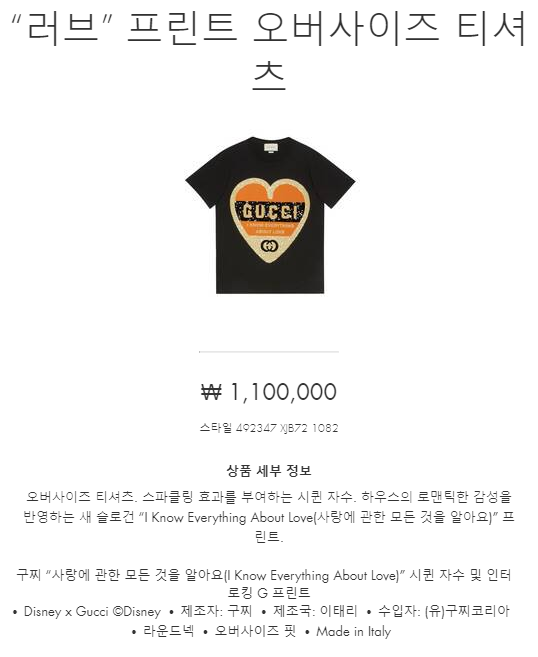 “러브” 프린트 오버사이즈 티셔
츠
GUCCI
I KNOW EVERYTHING
ABOUT LOVE
₩ 1,100,000
스타일 492347 XJB72 1082
상품 세부 정보
오버사이즈 티셔츠. 스파클링 효과를 부여하는 시퀸 자수. 하우스의 로맨틱한 감성을
반영하는 새 슬로건 “I Know Everything About Love(사랑에 관한 모든 것을 알아요)” 프
린트.
구찌 “사랑에 관한 모든 것을 알아요(I Know Everything About Love)” 시퀸 자수 및 인터
로킹 G 프린트
• Disney x Gucci ©Disney • 제조자: 구찌 • 제조국: 이태리 • 수입자: (유)구찌코리아
• 라운드넥 • 오버사이즈 핏 • Made in Italy